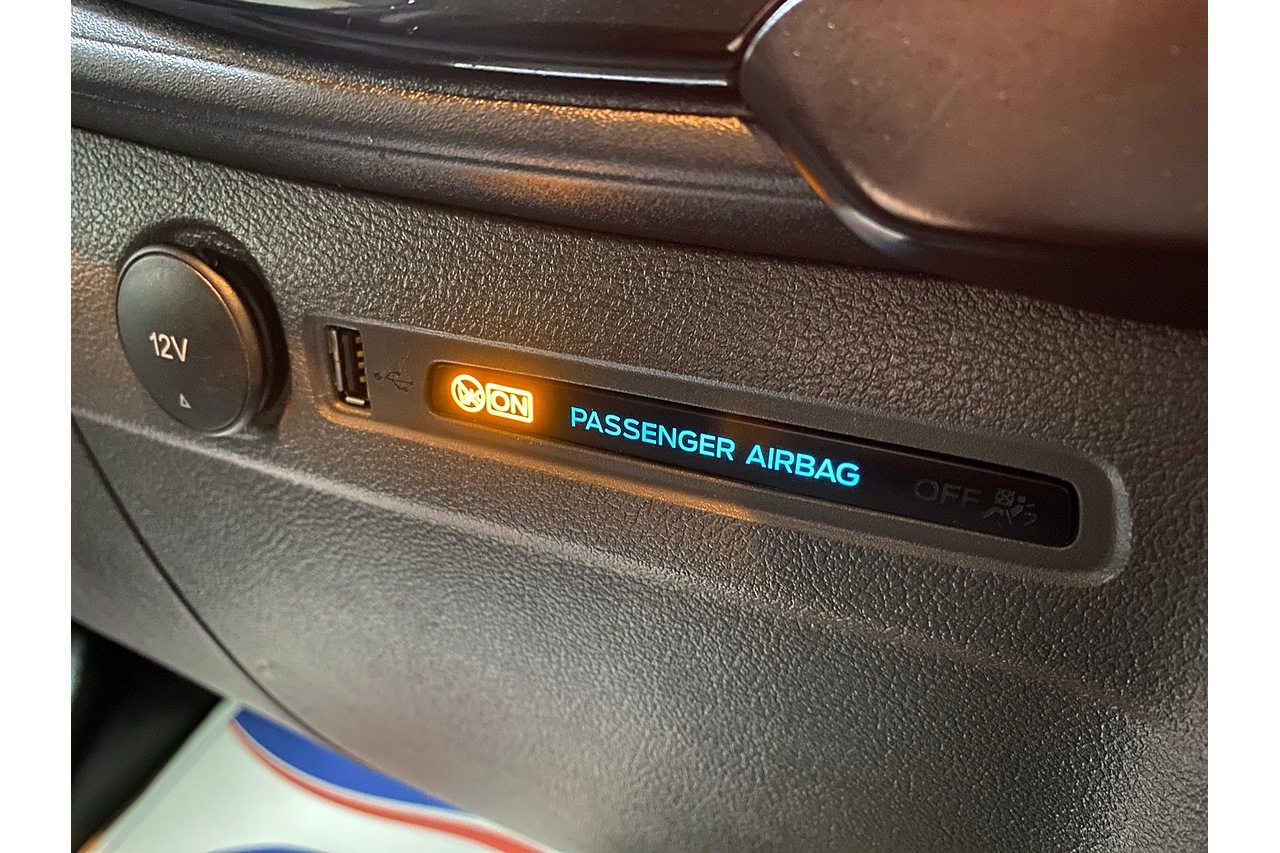 12V
ON PASSENGER AIRBAG OFF